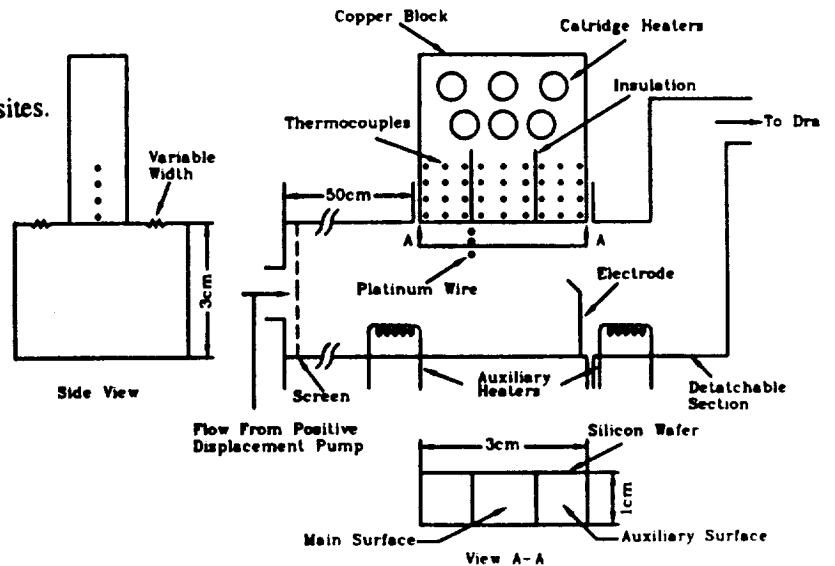 sites.
Copper Block
Catridge Heaters
Insulation
Thermocouples
To Dra
Variable
Width
50cm
A
A
3cm
Platinum Wire
Electrode
Side View
Screen
Auxiliary
Heaters
Detatchable
Section
Flow From Positive
Displacement Pump
3cm
Silicon Wafer
1cm
Main Surface
Auxiliary Surface
View A-A